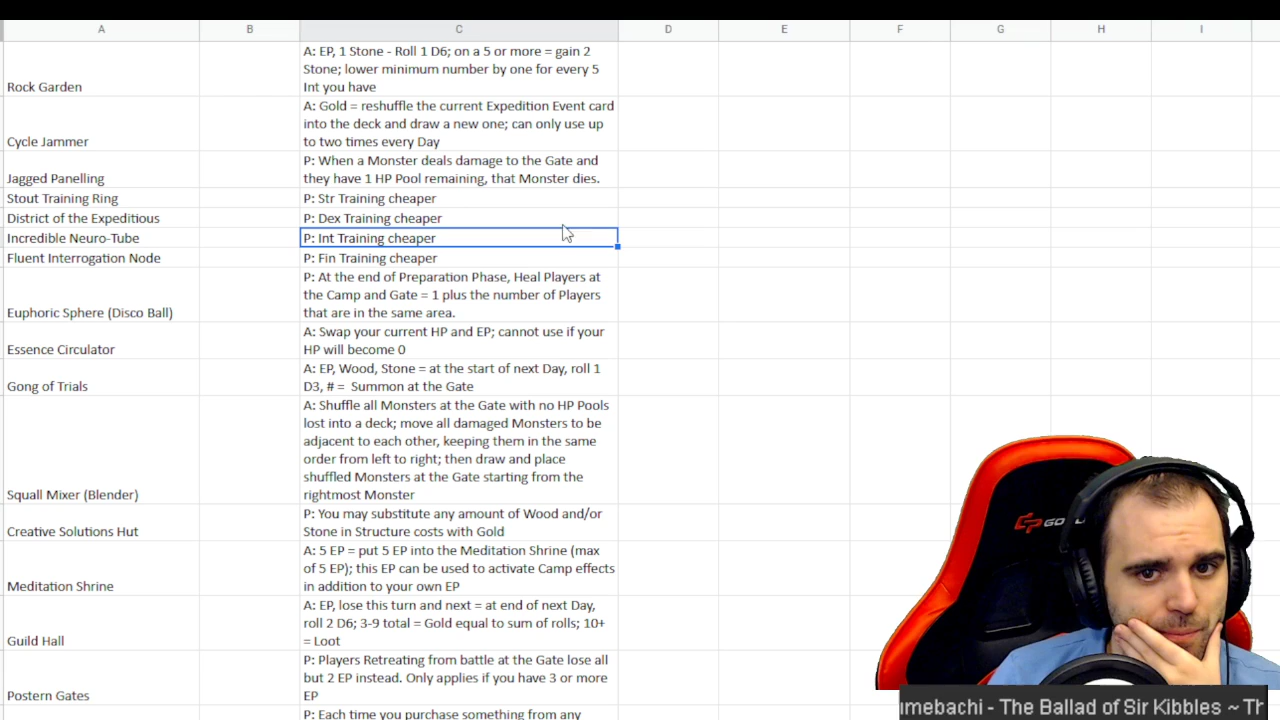 A B C D E F G H I
A: EP, 1 Stone - Roll 1 D6; on a 5 or more = gain 2
Stone; lower minimum number by one for every 5
Rock Garden Int you have
A: Gold = reshuffle the current Expedition Event card
into the deck and draw a new one; can only use up
Cycle Jammer to two times every Day
P: When a Monster deals damage to the Gate and
Jagged Panelling they have 1 HP Pool remaining, that Monster dies.
Stout Training Ring P: Str Training cheaper
District of the Expeditious P: Dex Training cheaper
Incredible Neuro-Tube P: Int Training cheaper
Fluent Interrogation Node P: Fin Training cheaper
P: At the end of Preparation Phase, Heal Players at
the Camp and Gate = 1 plus the number of Players
Euphoric Sphere (Disco Ball) that are in the same area.
A: Swap your current HP and EP; cannot use if your
Essence Circulator HP will become 0
A: EP, Wood, Stone = at the start of next Day, roll 1
Gong of Trials D3, # = Summon at the Gate
A: Shuffle all Monsters at the Gate with no HP Pools
lost into a deck; move all damaged Monsters to be
adjacent to each other, keeping them in the same
order from left to right; then draw and place
shuffled Monsters at the Gate starting from the
Squall Mixer (Blender) rightmost Monster
P: You may substitute any amount of Wood and/or
Creative Solutions Hut Stone in Structure costs with Gold
A: 5 EP = put 5 EP into the Meditation Shrine (max
of 5 EP); this EP can be used to activate Camp effects
Meditation Shrine in addition to your own EP
A: EP, lose this turn and next = at end of next Day,
roll 2 D6; 3-9 total = Gold equal to sum of rolls; 10+
Guild Hall = Loot
P: Players Retreating from battle at the Gate lose all
but 2 EP instead. Only applies if you have 3 or more
Postern Gates EP
P: Each time you purchase something from any
umebachi - The Ballad of Sir Kibbles ~ Th